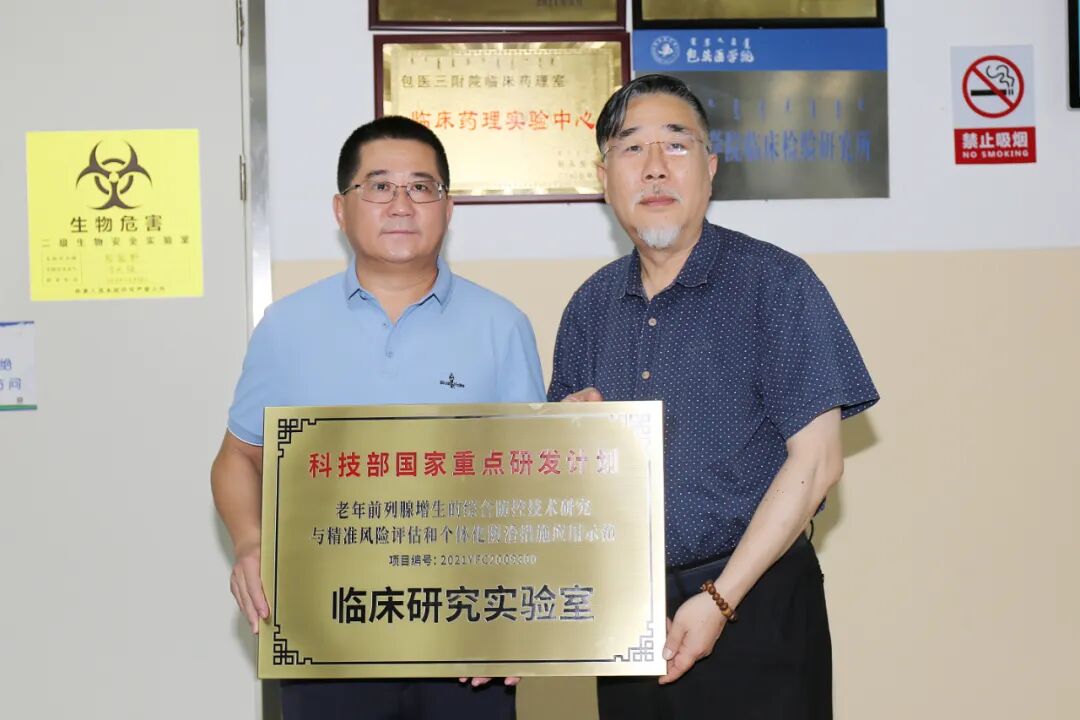 包医三附院临床药理室
临床药理实验中心
包头医学院
院临床检验研究所
禁止吸烟
NO SMOKING
生物危害
二级生物安全实验室
科技部国家重点研发计划
老年前列腺增生的综合防控技术研究
与精准风险评估和个体化防治措施应用示范
项目编号:
临床研究实验室